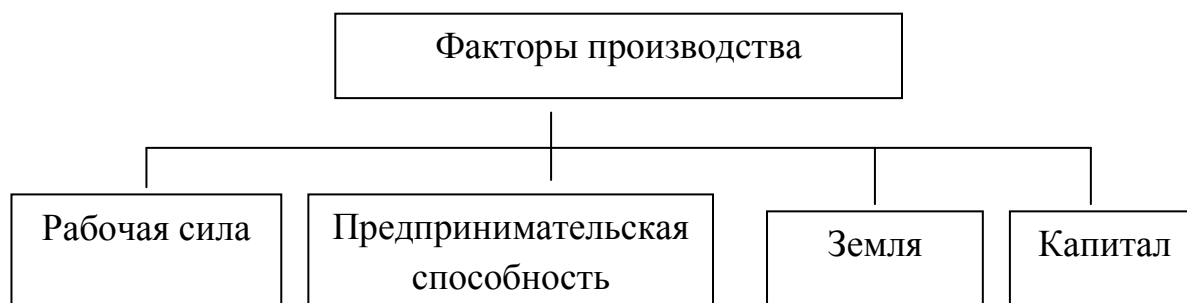 Факторы производства
Рабочая сила
Предпринимательская
способность
Земля
Капитал